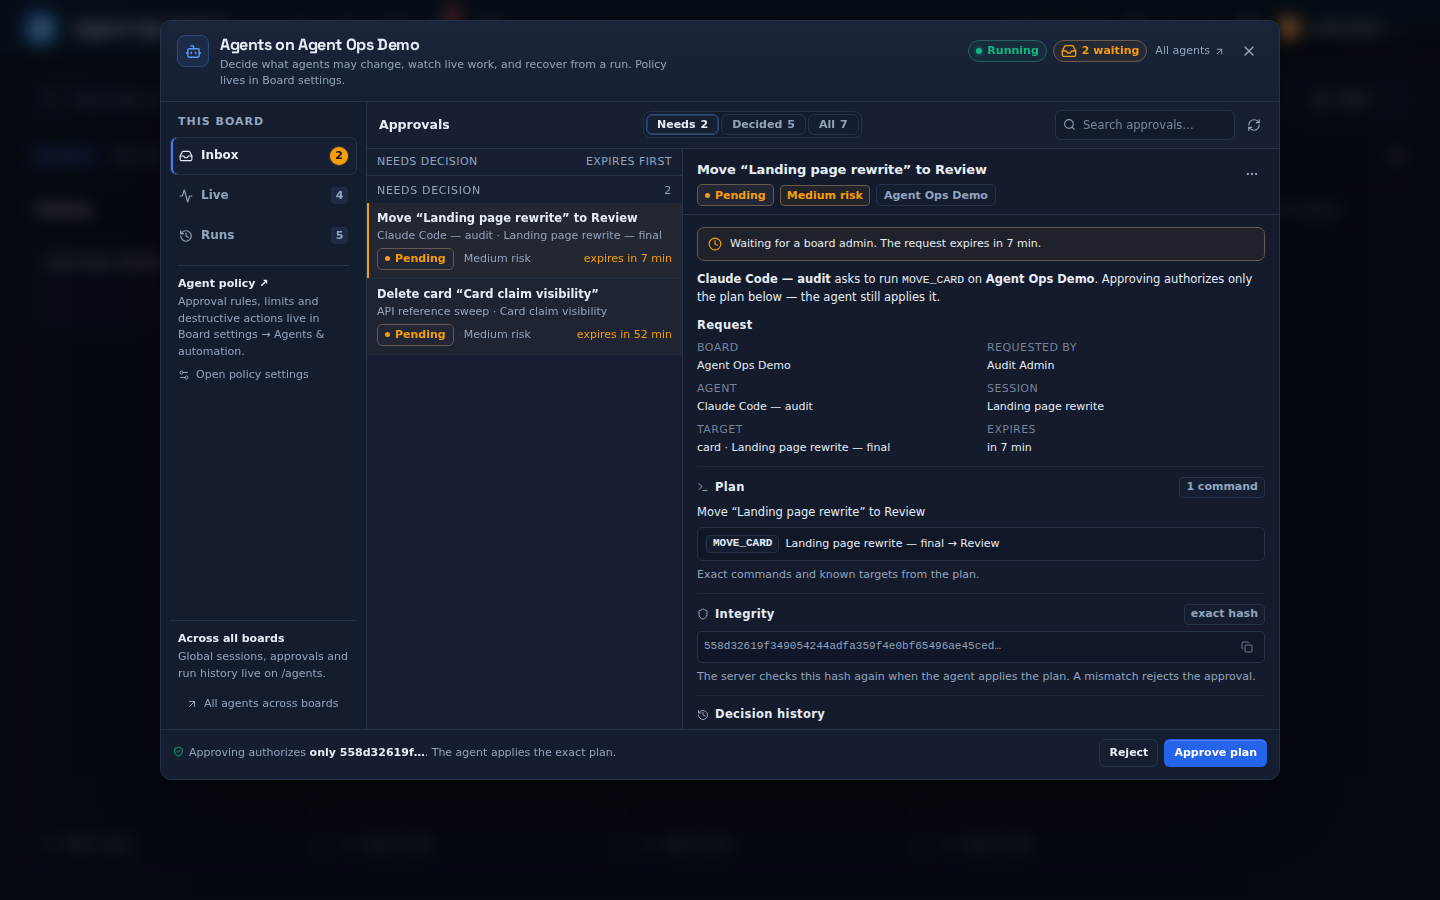 Agents on Agent Ops Demo
Decide what agents may change, watch live work, and recover from a run. Policy
lives in Board settings.
Running
2 waiting
All agents ↗
THIS BOARD
Inbox 2
Live 4
Runs 5
Agent policy ↗
Approval rules, limits and
destructive actions live in
Board settings → Agents &
automation.
Open policy settings
Across all boards
Global sessions, approvals and
run history live on /agents.
All agents across boards
Approvals
Needs 2
Decided 5
All 7
Search approvals...
NEEDS DECISION EXPIRES FIRST
NEEDS DECISION 2
Move “Landing page rewrite” to Review
Claude Code — audit · Landing page rewrite — final
Pending Medium risk expires in 7 min
Delete card “Card claim visibility”
API reference sweep · Card claim visibility
Pending Medium risk expires in 52 min
Move “Landing page rewrite” to Review
Pending Medium risk Agent Ops Demo
Waiting for a board admin. The request expires in 7 min.
Claude Code — audit asks to run MOVE_CARD on Agent Ops Demo. Approving authorizes only
the plan below — the agent still applies it.
Request
BOARD REQUESTED BY
Agent Ops Demo Audit Admin
AGENT SESSION
Claude Code — audit Landing page rewrite
TARGET EXPIRES
card · Landing page rewrite — final in 7 min
Plan 1 command
Move “Landing page rewrite” to Review
MOVE_CARD Landing page rewrite — final → Review
Exact commands and known targets from the plan.
Integrity exact hash
558d32619f349054244adfa359f4e0bf65496ae45ced…
The server checks this hash again when the agent applies the plan. A mismatch rejects the approval.
Decision history
Approving authorizes only 558d32619f…. The agent applies the exact plan.
Reject
Approve plan